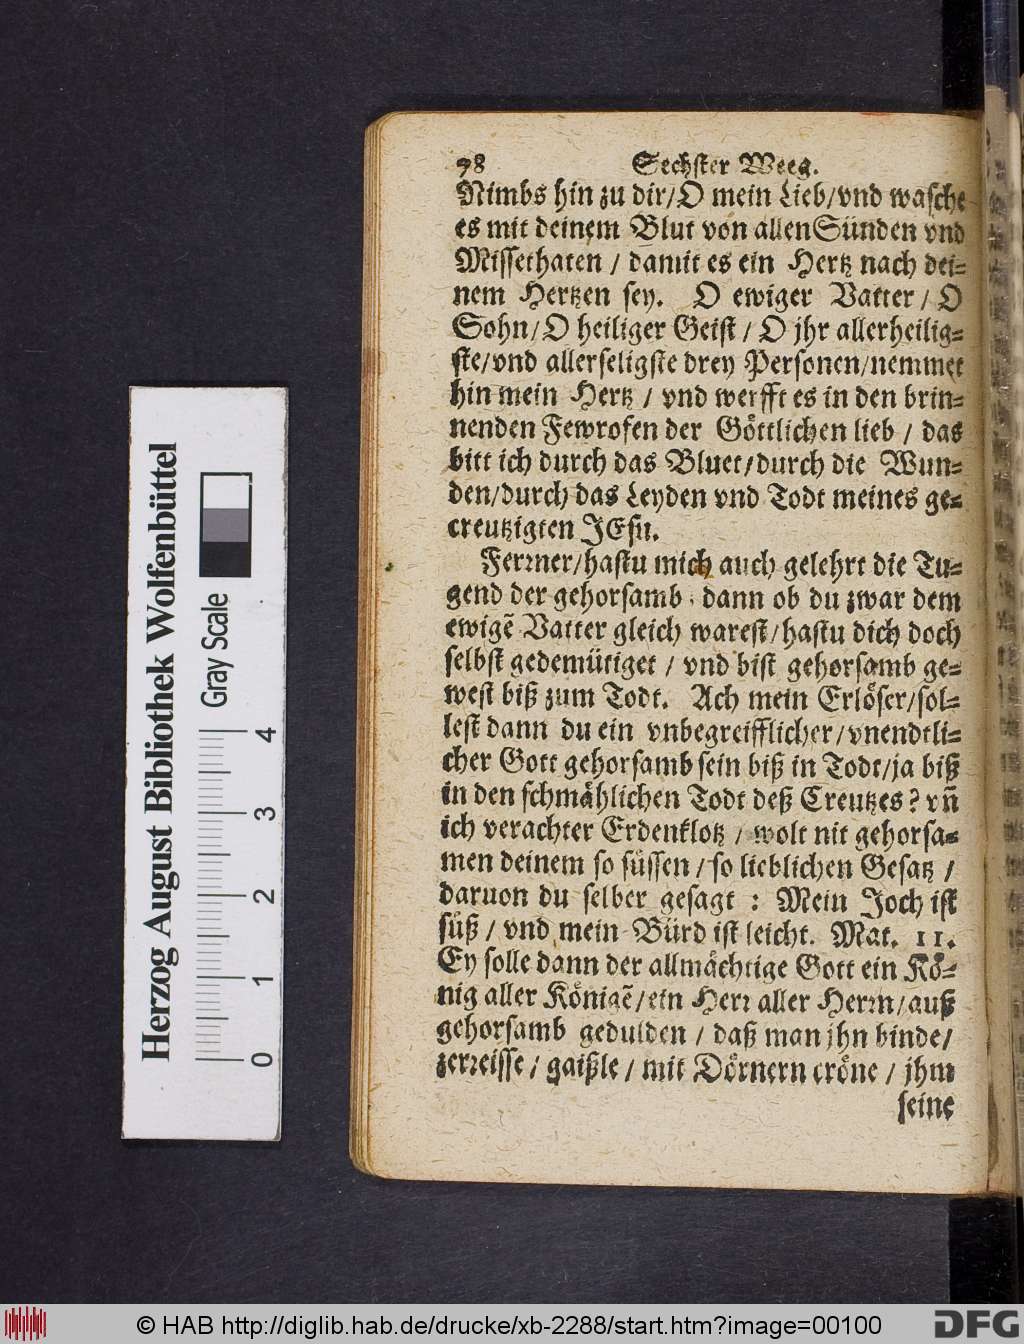 98 Sechster Weeg.
Nimbs hin zu dir/O mein Lieb/vnd wasche
es mit deinem Blut von allen Sünden vnd
Missethaten / damit es ein Hertz nach dei=
nem Hertzen sey. O ewiger Vatter / O
Sohn/O heiliger Geist / O jhr allerheilig=
ste/vnd allerseligste drey Personen/nemmet
hin mein Hertz / vnd werfft es in den brin=
nenden Fewrofen der Göttlichen lieb / das
bitt ich durch das Bluet/durch die Wun=
den/durch das Leyden vnd Todt meines ge=
creutzigten JEsu.
Ferrner/hastu mich auch gelehrt die Tu=
gend der gehorsamb, dann ob du zwar dem
ewigẽ Vatter gleich warest/hastu dich doch
selbst gedemütiget / vnd bist gehorsamb ge=
west biß zum Todt. Ach mein Erlöser/sol=
lest dann du ein vnbegreifflicher/vnendtli=
cher Gott gehorsamb sein biß in Todt/ja biß
in den schmählichen Todt deß Creutzes? vñ
ich verachter Erdenklotz / wolt nit gehorsa=
men deinem so süssen / so lieblichen Gesatz /
daruon du selber gesagt : Mein Joch ist
süß / vnd mein Bürd ist leicht. Mat. 11.
Ey solle dann der allmächtige Gott ein Kö=
nig aller Königẽ/ein Herr aller Herrn/auß
gehorsamb gedulden / daß man jhn binde/
zerreisse / gaißle / mit Dörnern cröne / jhm
seine
Herzog August Bibliothek Wolfenbüttel
Gray Scale
0 1 2 3 4
© HAB http://diglib.hab.de/drucke/xb-2288/start.htm?image=00100
DFG